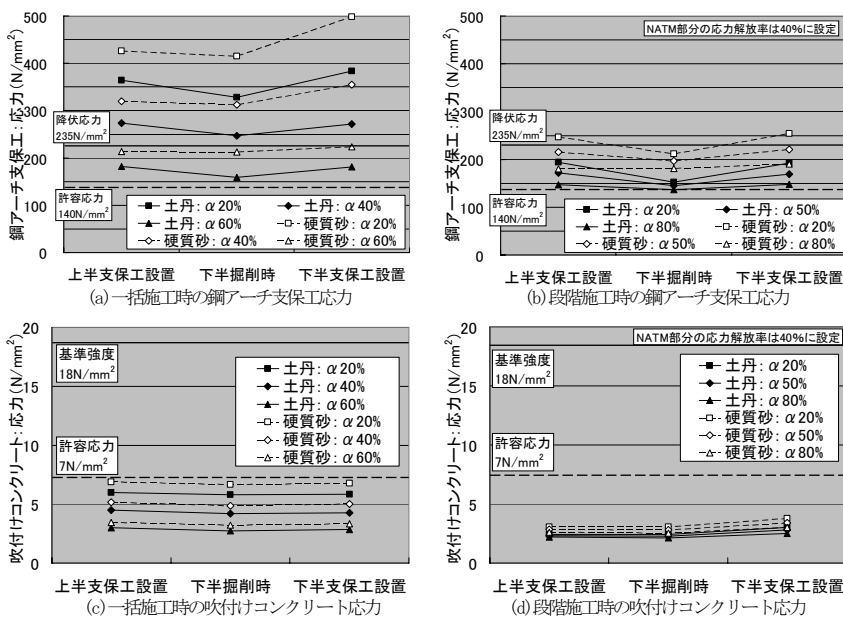 500
400
300
200
100
0
鋼アーチ支保工:応力(N/mm²)
降伏応力
235N/mm²
許容応力
140N/mm²
土丹:α20%
土丹:α40%
土丹:α60%
硬質砂:α20%
硬質砂:α40%
硬質砂:α60%
上半支保工設置 下半掘削時 下半支保工設置
(a)一括施工時の鋼アーチ支保工応力
NATM部分の応力解放率は40%に設定
500
400
300
200
100
0
鋼アーチ支保工:応力(N/mm²)
降伏応力
235N/mm²
許容応力
140N/mm²
土丹:α20%
土丹:α50%
土丹:α80%
硬質砂:α20%
硬質砂:α50%
硬質砂:α80%
上半支保工設置 下半掘削時 下半支保工設置
(b)段階施工時の鋼アーチ支保工応力
20
15
10
5
0
吹付けコンクリート:応力(N/mm²)
基準強度
18N/mm²
許容応力
7N/mm²
土丹:α20%
土丹:α40%
土丹:α60%
硬質砂:α20%
硬質砂:α40%
硬質砂:α60%
上半支保工設置 下半掘削時 下半支保工設置
(c)一括施工時の吹付けコンクリート応力
NATM部分の応力解放率は40%に設定
20
15
10
5
0
吹付けコンクリート:応力(N/mm²)
基準強度
18N/mm²
許容応力
7N/mm²
土丹:α20%
土丹:α50%
土丹:α80%
硬質砂:α20%
硬質砂:α50%
硬質砂:α80%
上半支保工設置 下半掘削時 下半支保工設置
(d)段階施工時の吹付けコンクリート応力